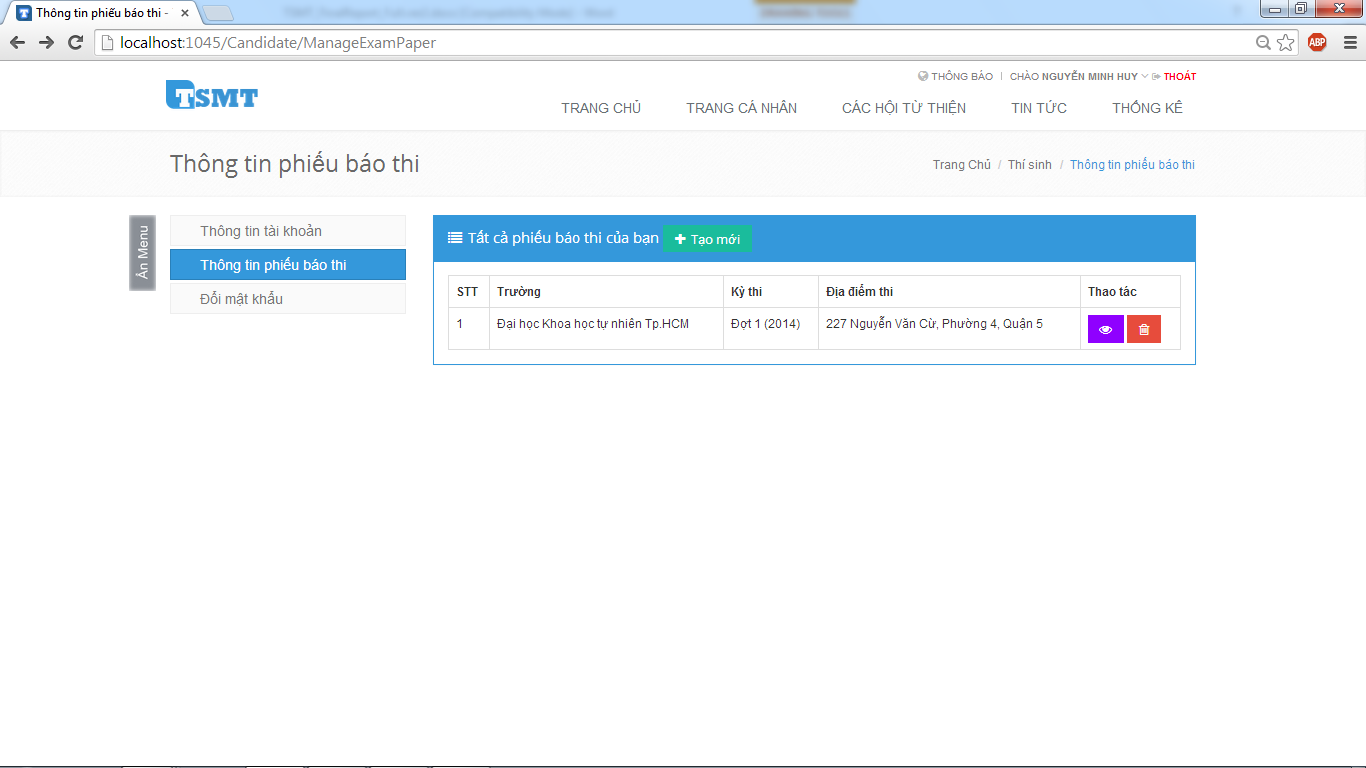 Thông tin phiếu báo thi -
localhost:1045/Candidate/ManageExamPaper
ABP
TSMT
THÔNG BÁO | CHÀO NGUYỄN MINH HUY THOÁT
TRANG CHỦ TRANG CÁ NHÂN CÁC HỘI TỪ THIỆN TIN TỨC THỐNG KÊ
Thông tin phiếu báo thi
Trang Chủ / Thí sinh / Thông tin phiếu báo thi
Ẩn Menu
Thông tin tài khoản
Thông tin phiếu báo thi
Đổi mật khẩu
Tất cả phiếu báo thi của bạn Tạo mới
STT Trường Kỳ thi Địa điểm thi Thao tác
1 Đại học Khoa học tự nhiên Tp.HCM Đợt 1 (2014) 227 Nguyễn Văn Cừ, Phường 4, Quận 5